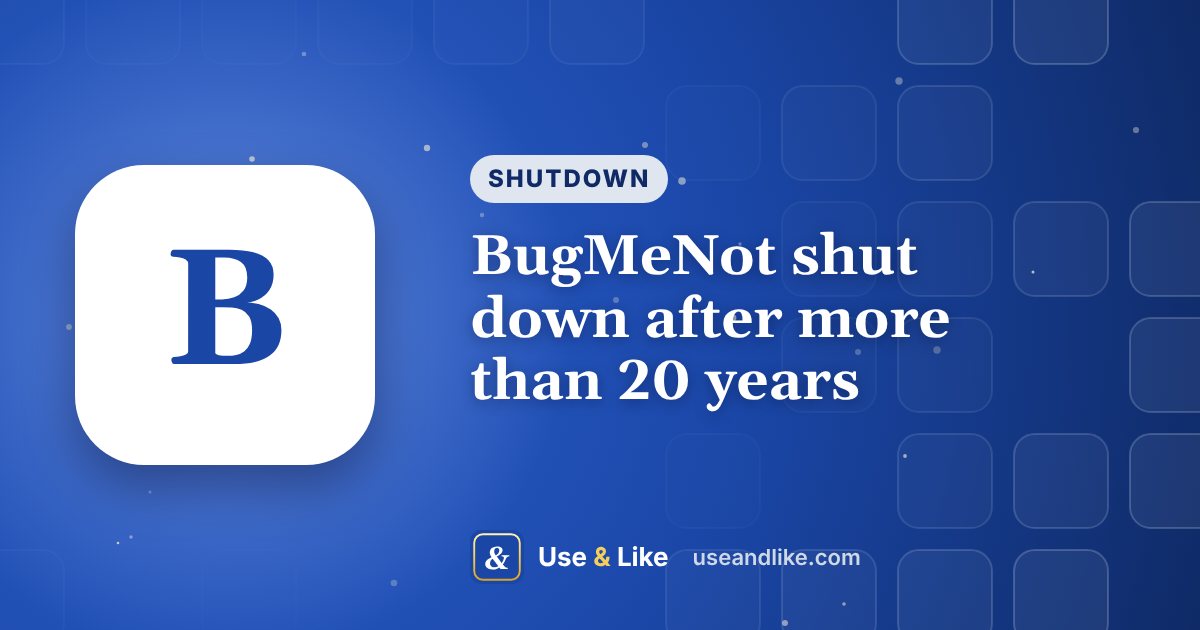 B
SHUTDOWN
BugMeNot shut
down after more
than 20 years
& Use & Like useandlike.com